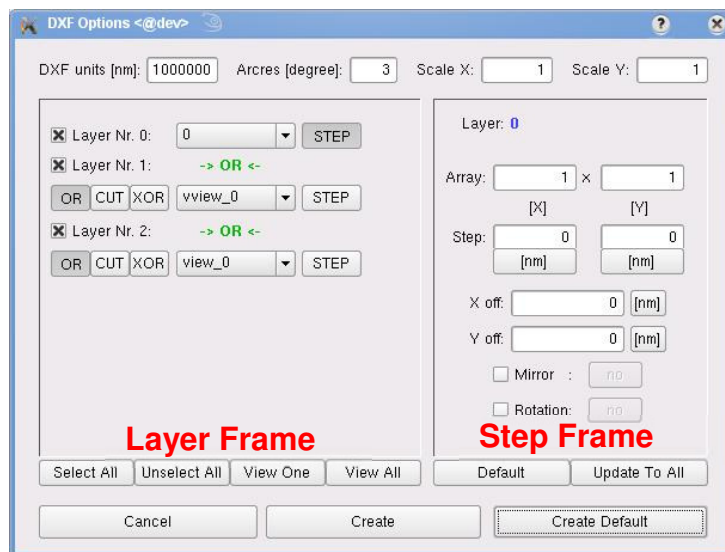 DXF Options <@dev>
DXF units [nm]: 1000000 Arcres [degree]: 3 Scale X: 1 Scale Y: 1
Layer Nr. 0: 0 STEP
Layer Nr. 1: -> OR <-
OR CUT XOR vview_0 STEP
Layer Nr. 2: -> OR <-
OR CUT XOR view_0 STEP
Layer Frame
Select All Unselect All View One View All
Layer: 0
Array: 1 x 1
[X] [Y]
Step: 0 0
[nm] [nm]
X off: 0 [nm]
Y off: 0 [nm]
Mirror : no
Rotation: no
Step Frame
Default Update To All
Cancel Create Create Default